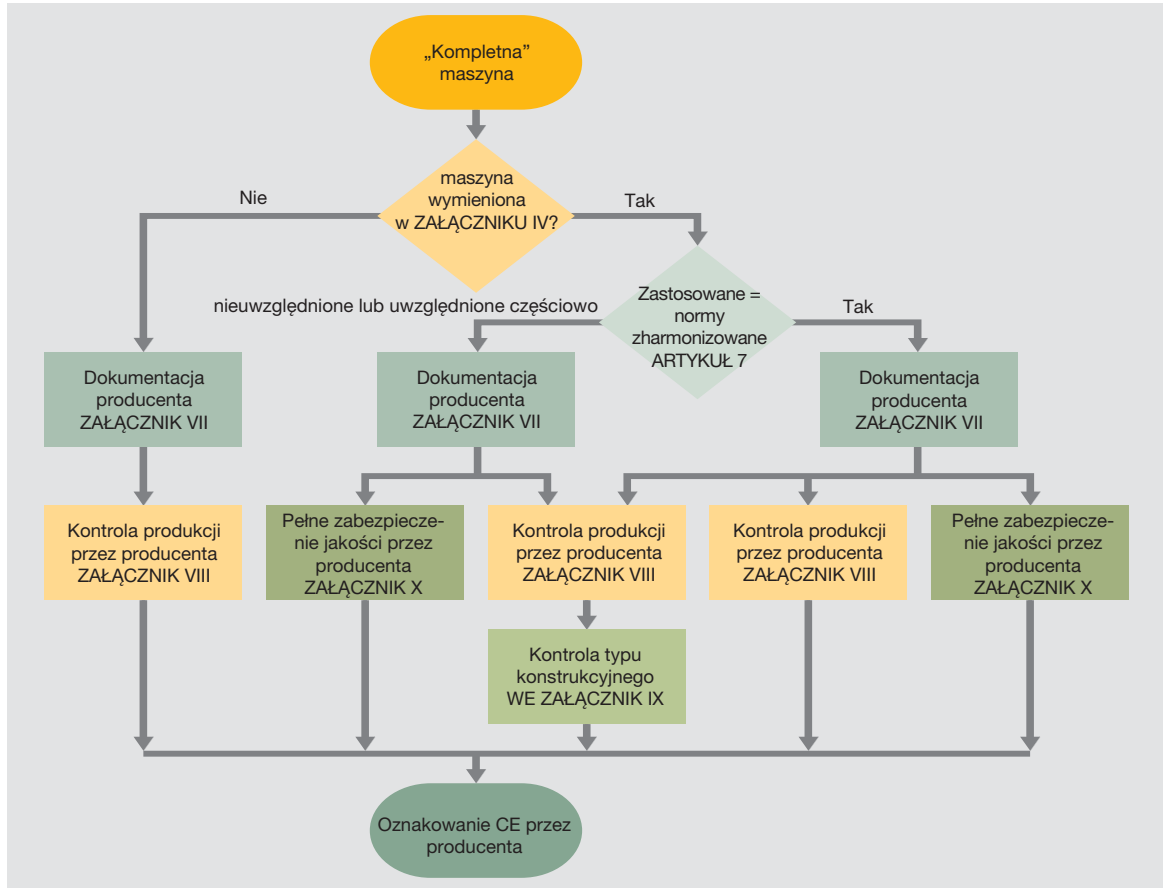 „Kompletna”
maszyna
maszyna
wymieniona
w ZAŁĄCZNIKU IV?
Nie
Tak
nieuwzględnione lub uwzględnione częściowo
Zastosowane =
normy
zharmonizowane
ARTYKUŁ 7
Tak
Dokumentacja
producenta
ZAŁĄCZNIK VII
Dokumentacja
producenta
ZAŁĄCZNIK VII
Dokumentacja
producenta
ZAŁĄCZNIK VII
Kontrola produkcji
przez producenta
ZAŁĄCZNIK VIII
Pełne zabezpiecze-
nie jakości przez
producenta
ZAŁĄCZNIK X
Kontrola produkcji
przez producenta
ZAŁĄCZNIK VIII
Kontrola produkcji
przez producenta
ZAŁĄCZNIK VIII
Pełne zabezpiecze-
nie jakości przez
producenta
ZAŁĄCZNIK X
Kontrola typu
konstrukcyjnego
WE ZAŁĄCZNIK IX
Oznakowanie CE przez
producenta